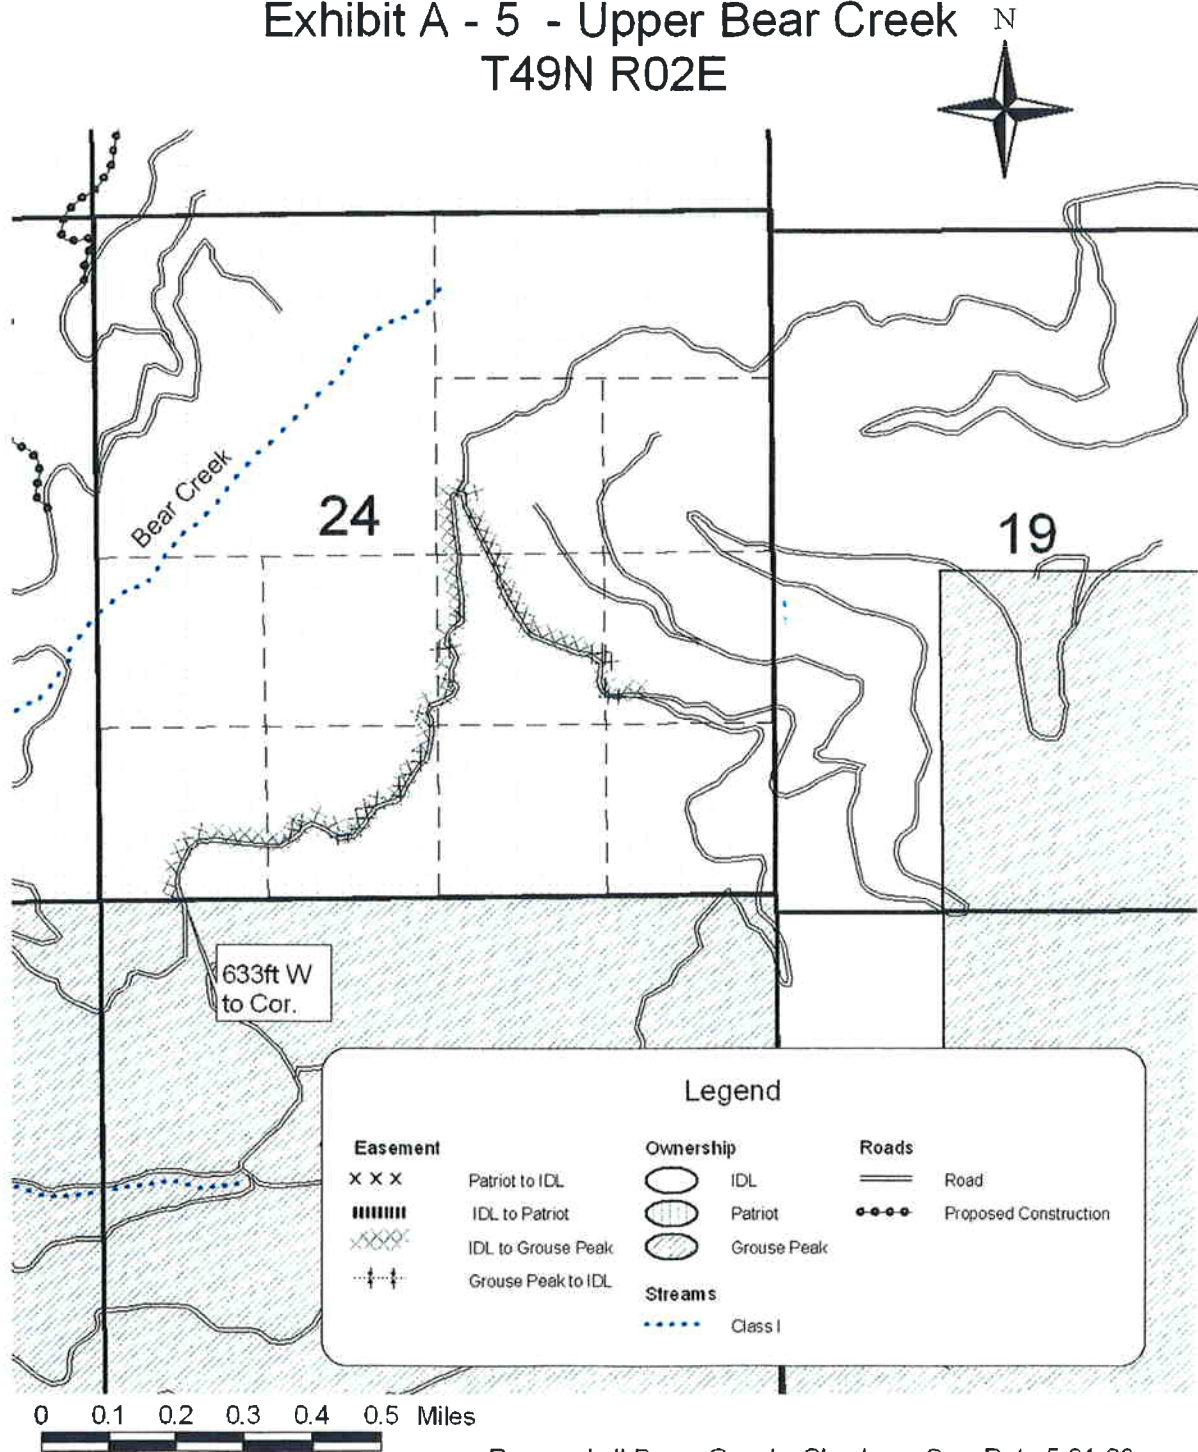 Exhibit A - 5 - Upper Bear Creek
N
T49N R02E
Bear Creek
24
19
633ft W
to Cor.
Legend
Easement
Patriot to IDL
IDL to Patriot
IDL to Grouse Peak
Grouse Peak to IDL
Ownership
IDL
Patriot
Grouse Peak
Streams
Class I
Roads
Road
Proposed Construction
0 0.1 0.2 0.3 0.4 0.5 Miles